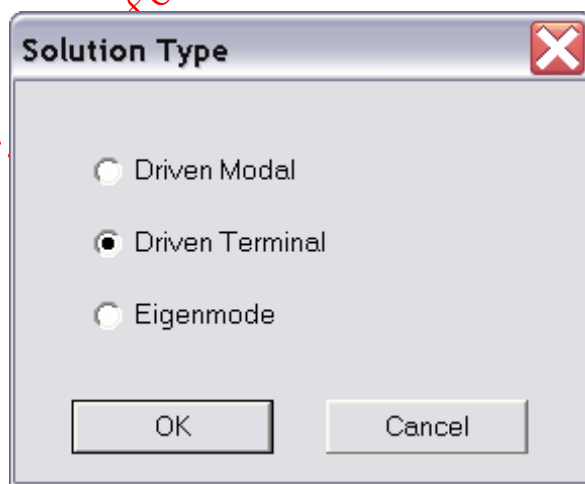 Solution Type
Driven Modal
Driven Terminal
Eigenmode
OK
Cancel